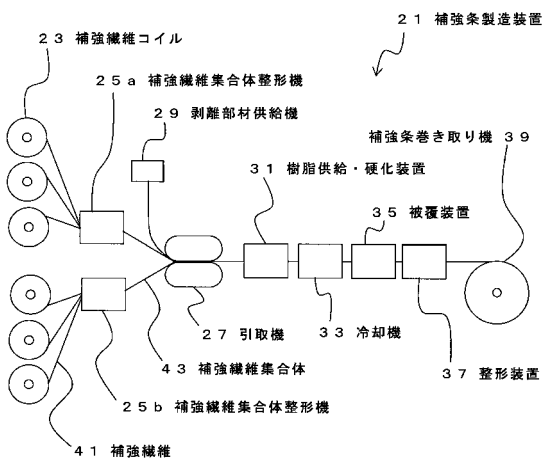 ２３ 補強繊維コイル
２１ 補強条製造装置
２５ａ 補強繊維集合体整形機
２９ 剥離部材供給機
補強条巻き取り機 ３９
３１ 樹脂供給・硬化装置
３５ 被覆装置
２７ 引取機
３３ 冷却機
４３ 補強繊維集合体
３７ 整形装置
２５ｂ 補強繊維集合体整形機
４１ 補強繊維